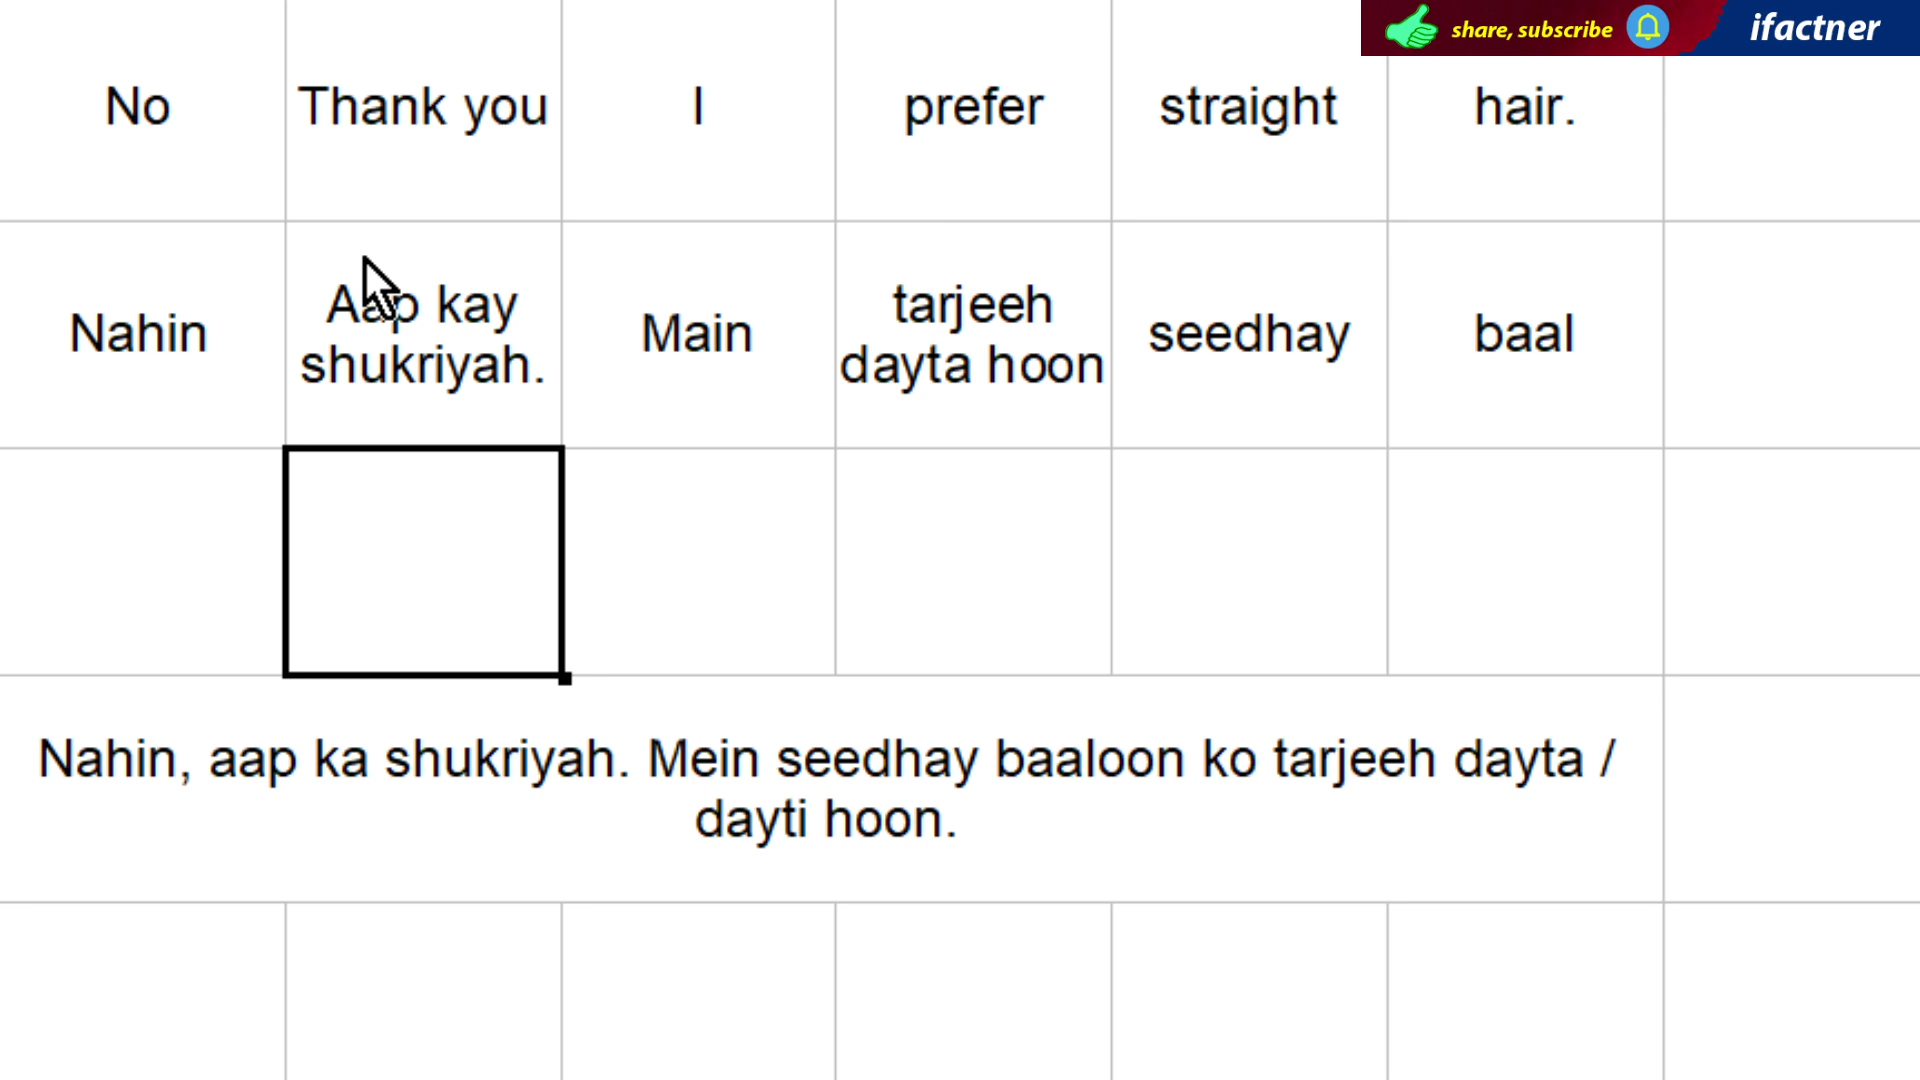 share, subscribe
ifactner
No Thank you I prefer straight hair.
Nahin Aap kay shukriyah. Main tarjeeh dayta hoon seedhay baal
Nahin, aap ka shukriyah. Mein seedhay baaloon ko tarjeeh dayta /
dayti hoon.